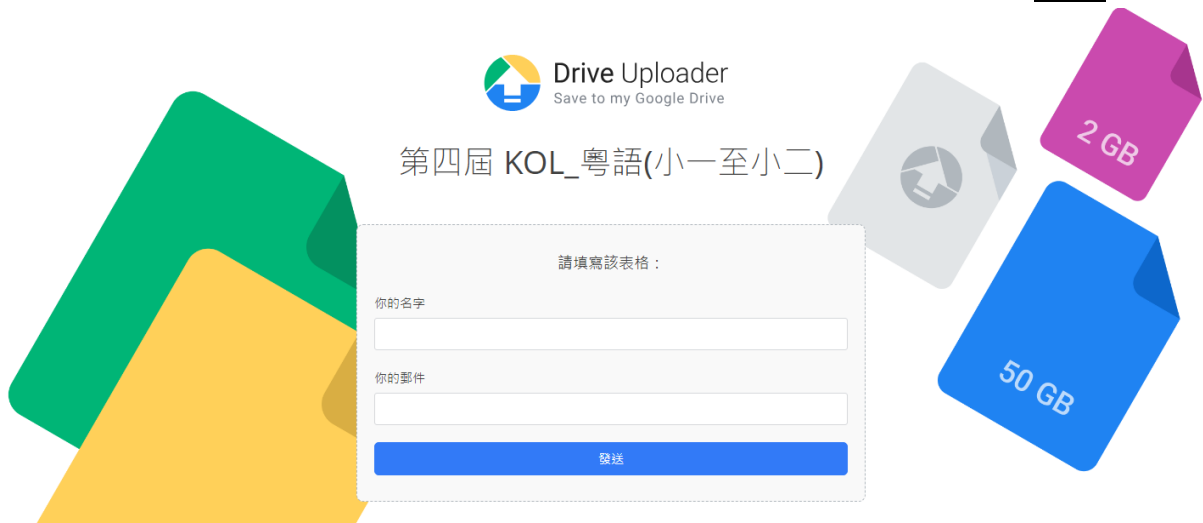 Drive Uploader
Save to my Google Drive
第四屆 KOL_粵語(小一至小二)
2 GB
請填寫該表格：
你的名字
你的郵件
50 GB
發送